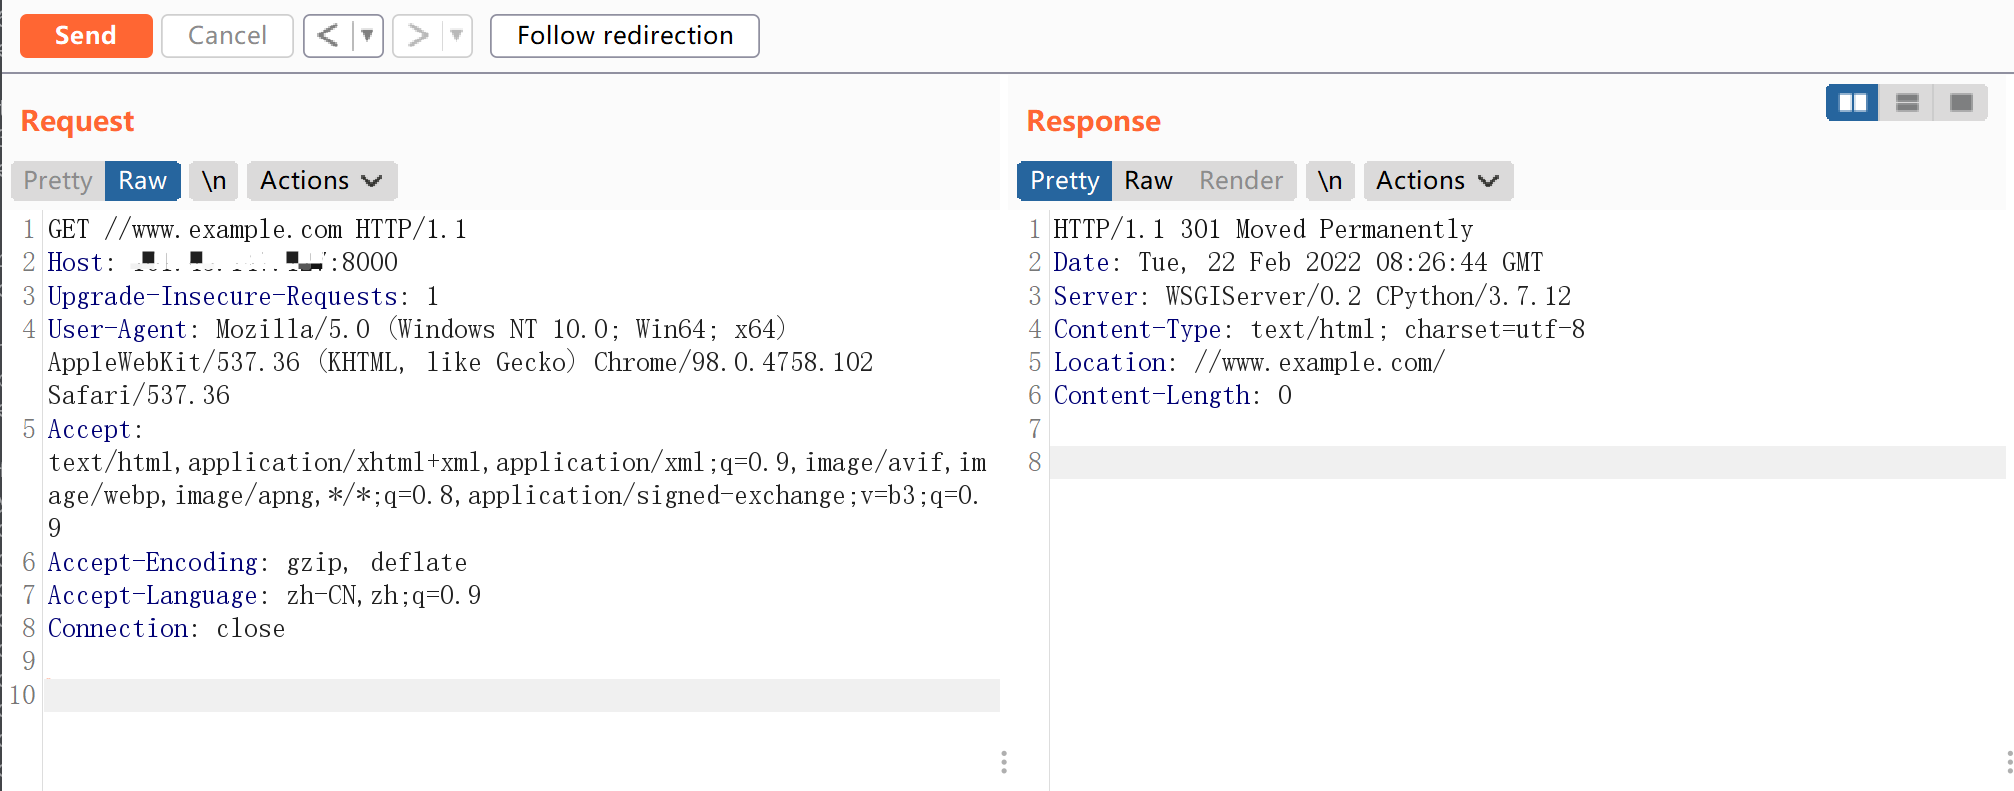 Send Cancel < > Follow redirection
Request
Pretty Raw \n Actions
1 GET //www.example.com HTTP/1.1
2 Host: :8000
3 Upgrade-Insecure-Requests: 1
4 User-Agent: Mozilla/5.0 (Windows NT 10.0; Win64; x64)
AppleWebKit/537.36 (KHTML, like Gecko) Chrome/98.0.4758.102
Safari/537.36
5 Accept:
text/html,application/xhtml+xml,application/xml;q=0.9,image/avif,im
age/webp,image/apng,*/*;q=0.8,application/signed-exchange;v=b3;q=0.
9
6 Accept-Encoding: gzip, deflate
7 Accept-Language: zh-CN,zh;q=0.9
8 Connection: close
9
10
Response
Pretty Raw Render \n Actions
1 HTTP/1.1 301 Moved Permanently
2 Date: Tue, 22 Feb 2022 08:26:44 GMT
3 Server: WSGIServer/0.2 CPython/3.7.12
4 Content-Type: text/html; charset=utf-8
5 Location: //www.example.com/
6 Content-Length: 0
7
8